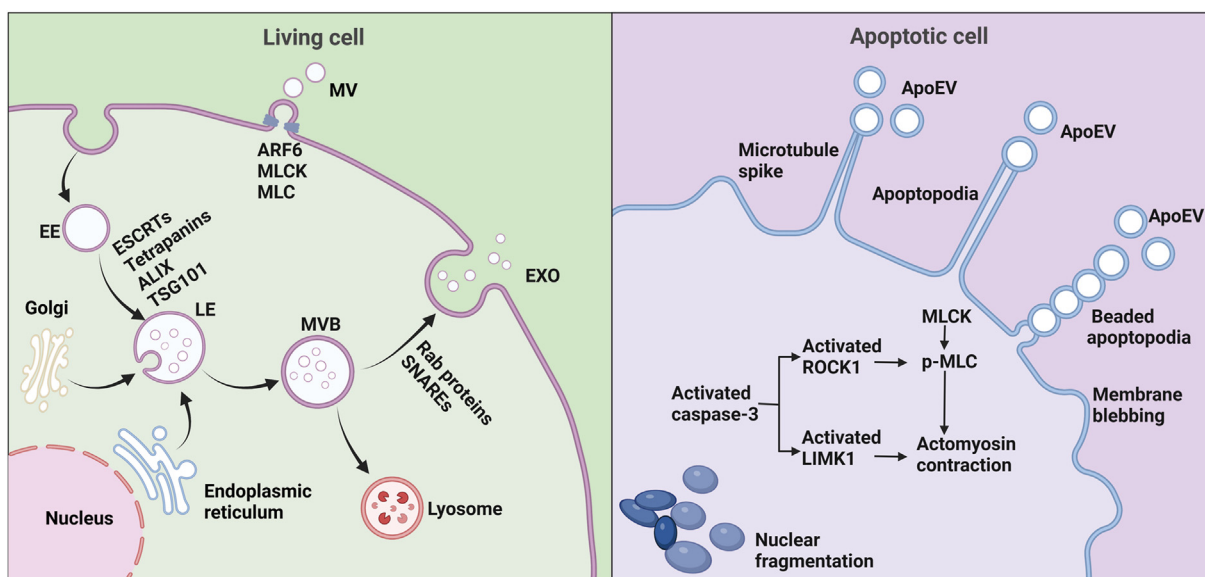 Living cell
MV
ARF6
MLCK
MLC
EE
ESCRTs
Tetrapanins
ALIX
TSG101
Golgi
LE
MVB
EXO
Rab proteins
SNAREs
Endoplasmic
reticulum
Nucleus
Lyosome
Apoptotic cell
ApoEV
Microtubule
spike
ApoEV
Apoptopodia
ApoEV
Beaded
apoptopodia
MLCK
Activated
ROCK1
p-MLC
Activated
caspase-3
Membrane
blebbing
Activated
LIMK1
Actomyosin
contraction
Nuclear
fragmentation